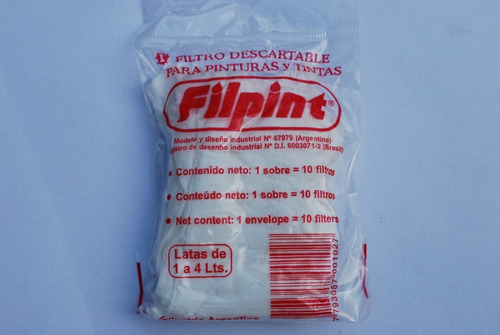 FILTRO DESCARTABLE
PARA PINTURAS y TINTAS
Filpint®
Modelo y diseño industrial Nº 67979 (Argentina)
de desenho industrial Nº D.I. 6003071-2 (Brasil)
• Contenido neto: 1 sobre = 10 filtros
• Conteúdo neto: 1 sobre = 10 filtros
• Net content: 1 envelope = 10 filters
Latas de
1 a 4 Lts.
Argentina